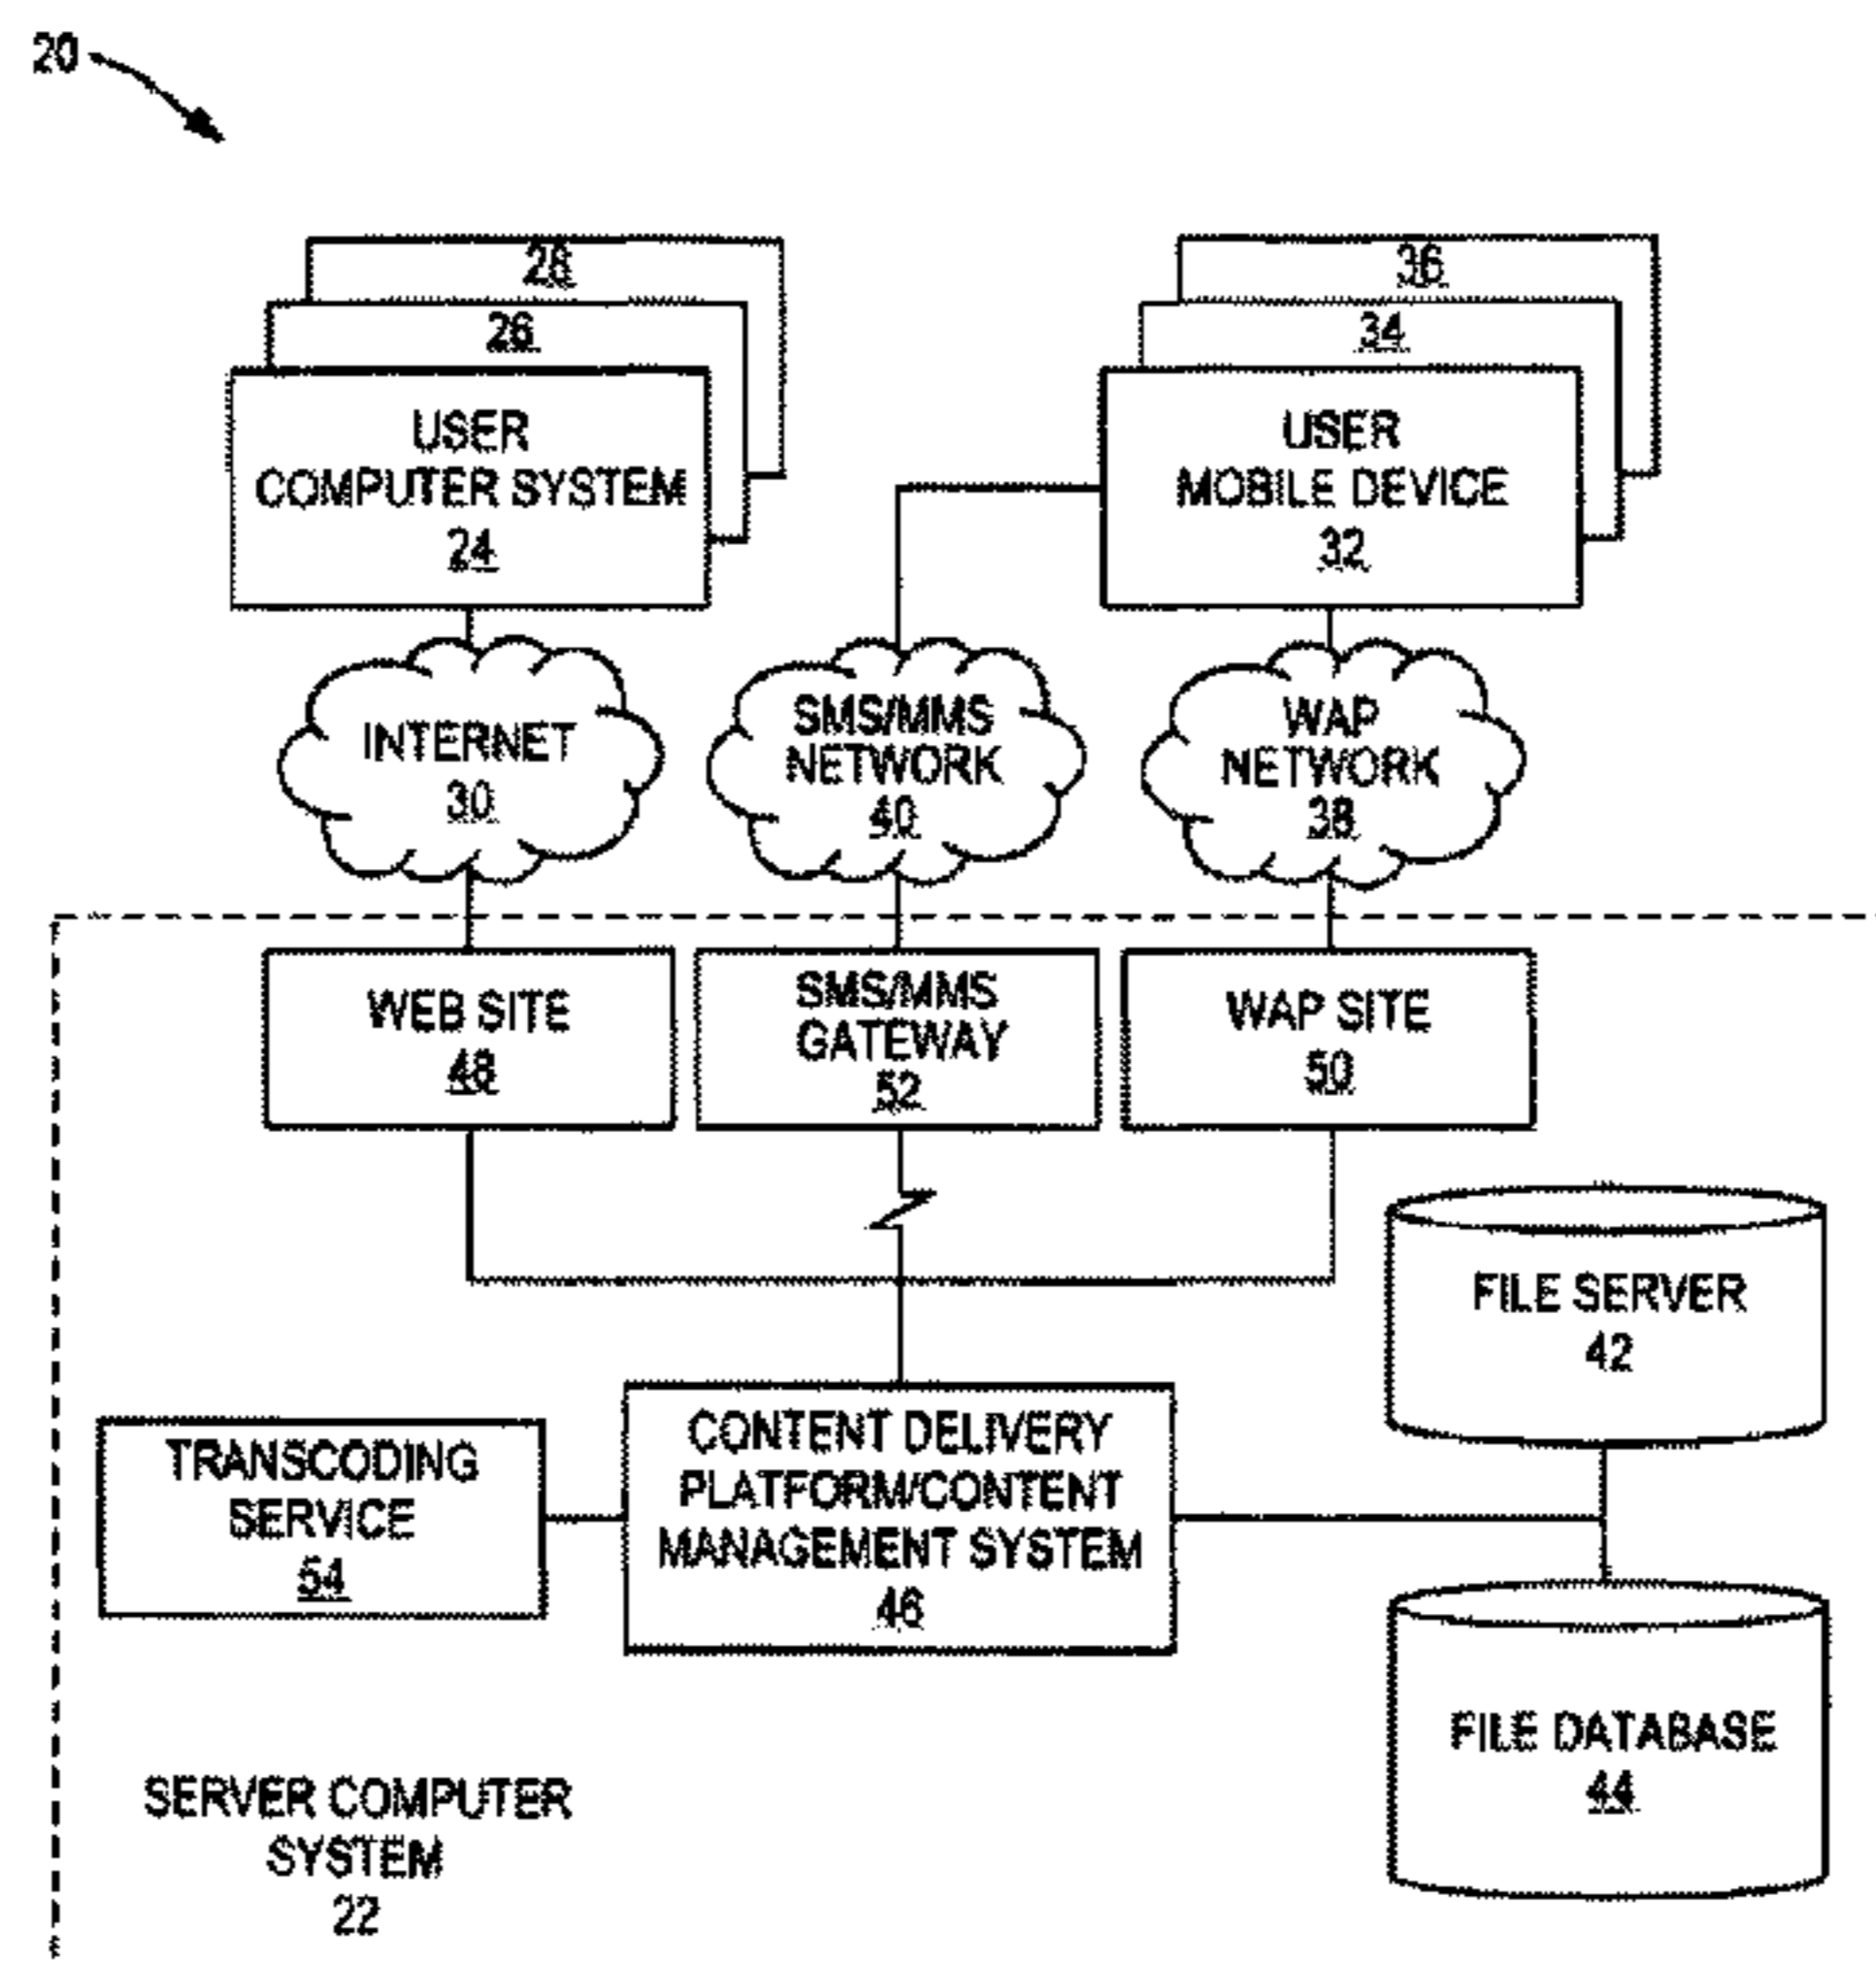 20
28
26
USER
COMPUTER SYSTEM
24
36
34
USER
MOBILE DEVICE
32
INTERNET
30
SMS/MMS
NETWORK
40
WAP
NETWORK
38
WEB SITE
48
SMS/MMS
GATEWAY
52
WAP SITE
50
FILE SERVER
42
TRANSCODING
SERVICE
54
CONTENT DELIVERY
PLATFORM/CONTENT
MANAGEMENT SYSTEM
46
FILE DATABASE
44
SERVER COMPUTER
SYSTEM
22